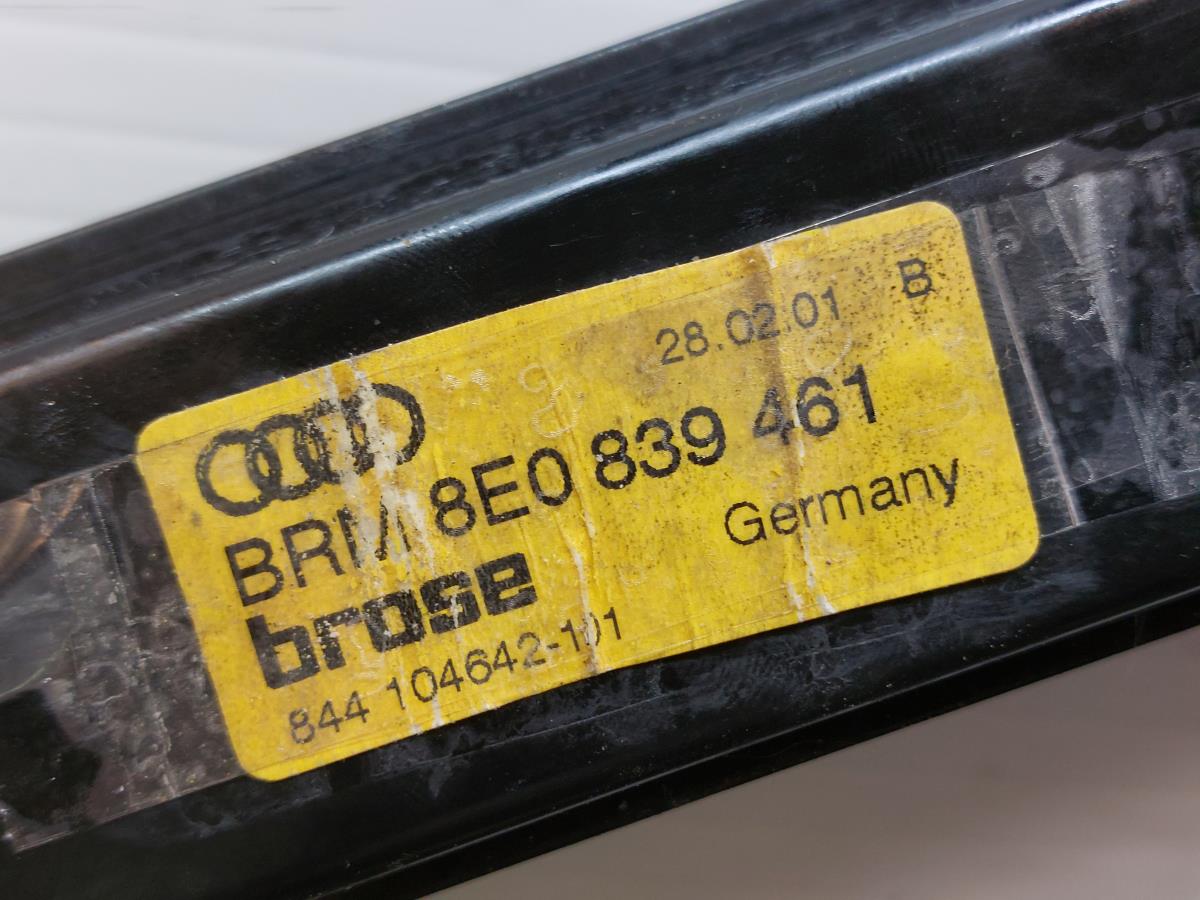 28.02.01 B
BRM 8E0 839 461
Germany
brose
844 104642-101